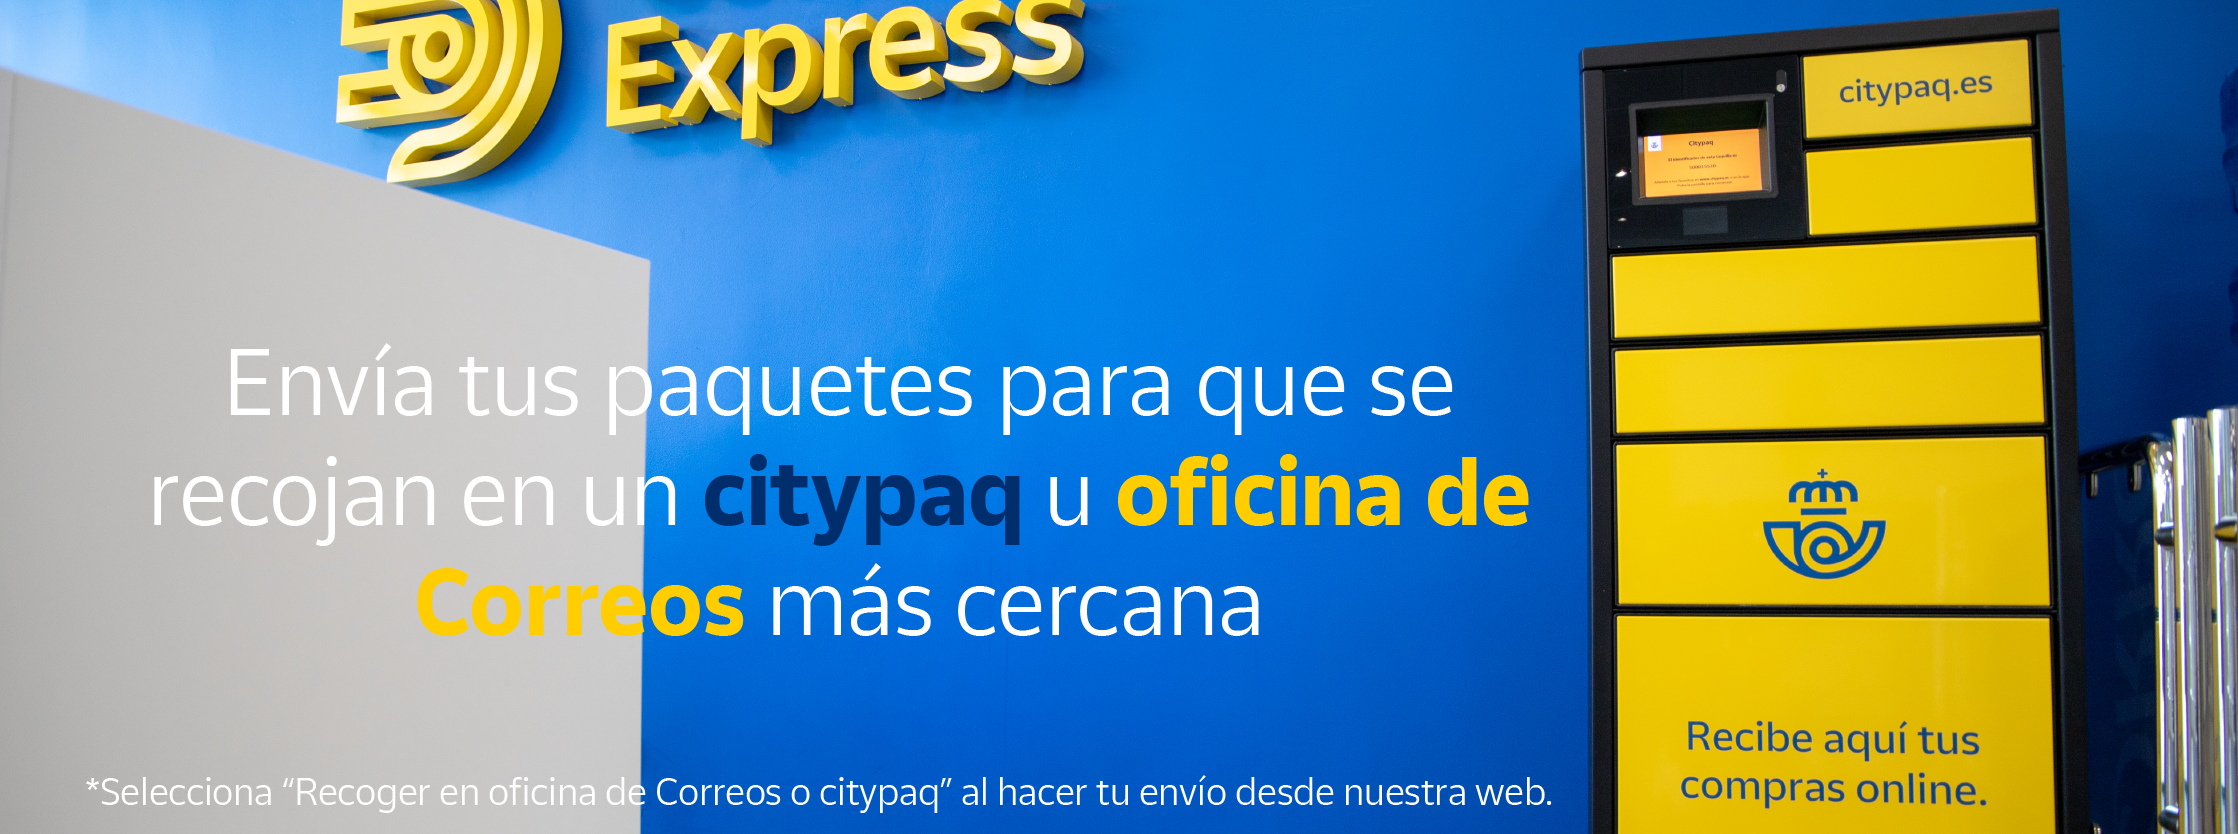 Express
citypaq.es
Citypaq
Envía tus paquetes para que se
recojan en un citypaq u oficina de
Correos más cercana
Recibe aquí tus
compras online.
*Selecciona “Recoger en oficina de Correos o citypaq” al hacer tu envío desde nuestra web.